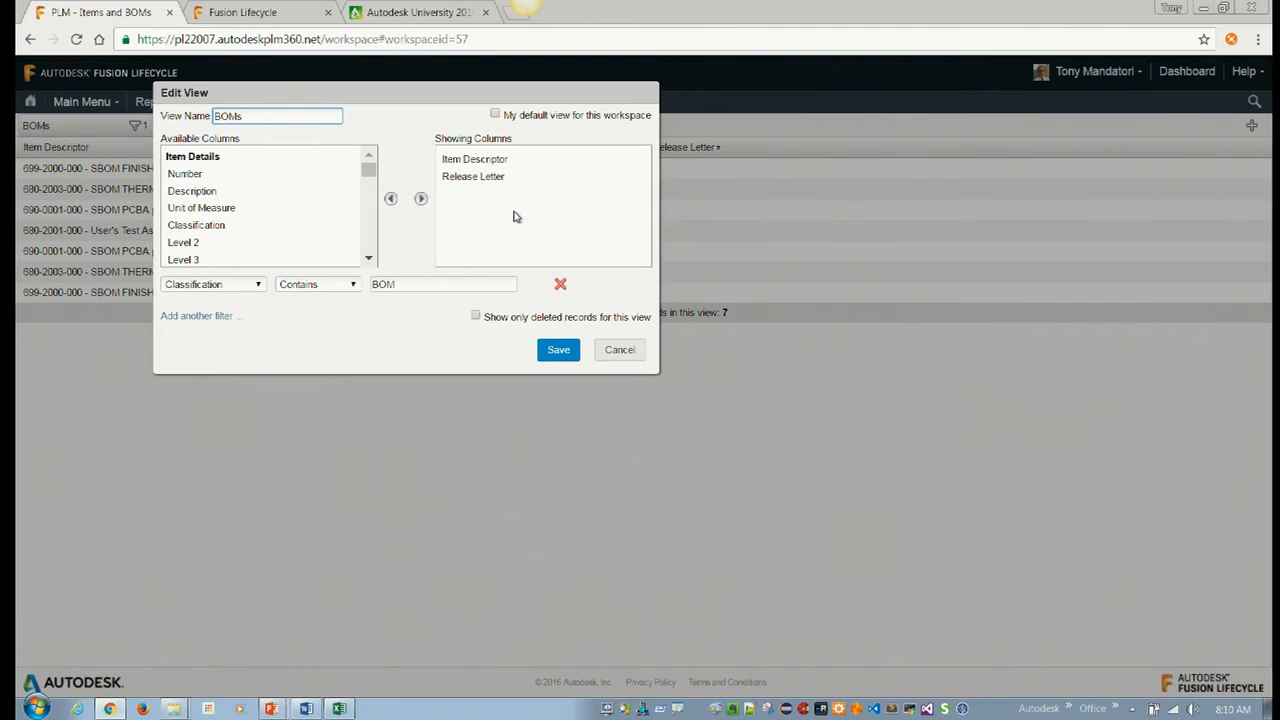 PLM - Items and BOMs
Fusion Lifecycle
Autodesk University 201
Tony
https://pl22007.autodeskplm360.net/workspace#workspaceid=57
AUTODESK® FUSION LIFECYCLE
Tony Mandatori
Dashboard
Help
Main Menu
Rep
BOMs
1
Item Descriptor
elease Letter
699-2000-000 - SBOM FINISH
680-2003-000 - SBOM THERM
690-0001-000 - SBOM PCBA
680-2001-000 - User's Test As
690-0001-000 - SBOM PCBA
680-2003-000 - SBOM THERM
699-2000-000 - SBOM FINISH
ds in this view: 7
Edit View
View Name BOMs
My default view for this workspace
Available Columns
Showing Columns
Item Details
Number
Description
Unit of Measure
Classification
Level 2
Level 3
Item Descriptor
Release Letter
Classification
Contains
BOM
Add another filter ...
Show only deleted records for this view
Save
Cancel
AUTODESK.
© 2016 Autodesk, Inc.
Privacy Policy
Terms and Conditions
AUTODESK®
FUSION LIFECYCLE
Autodesk
Office
8:10 AM